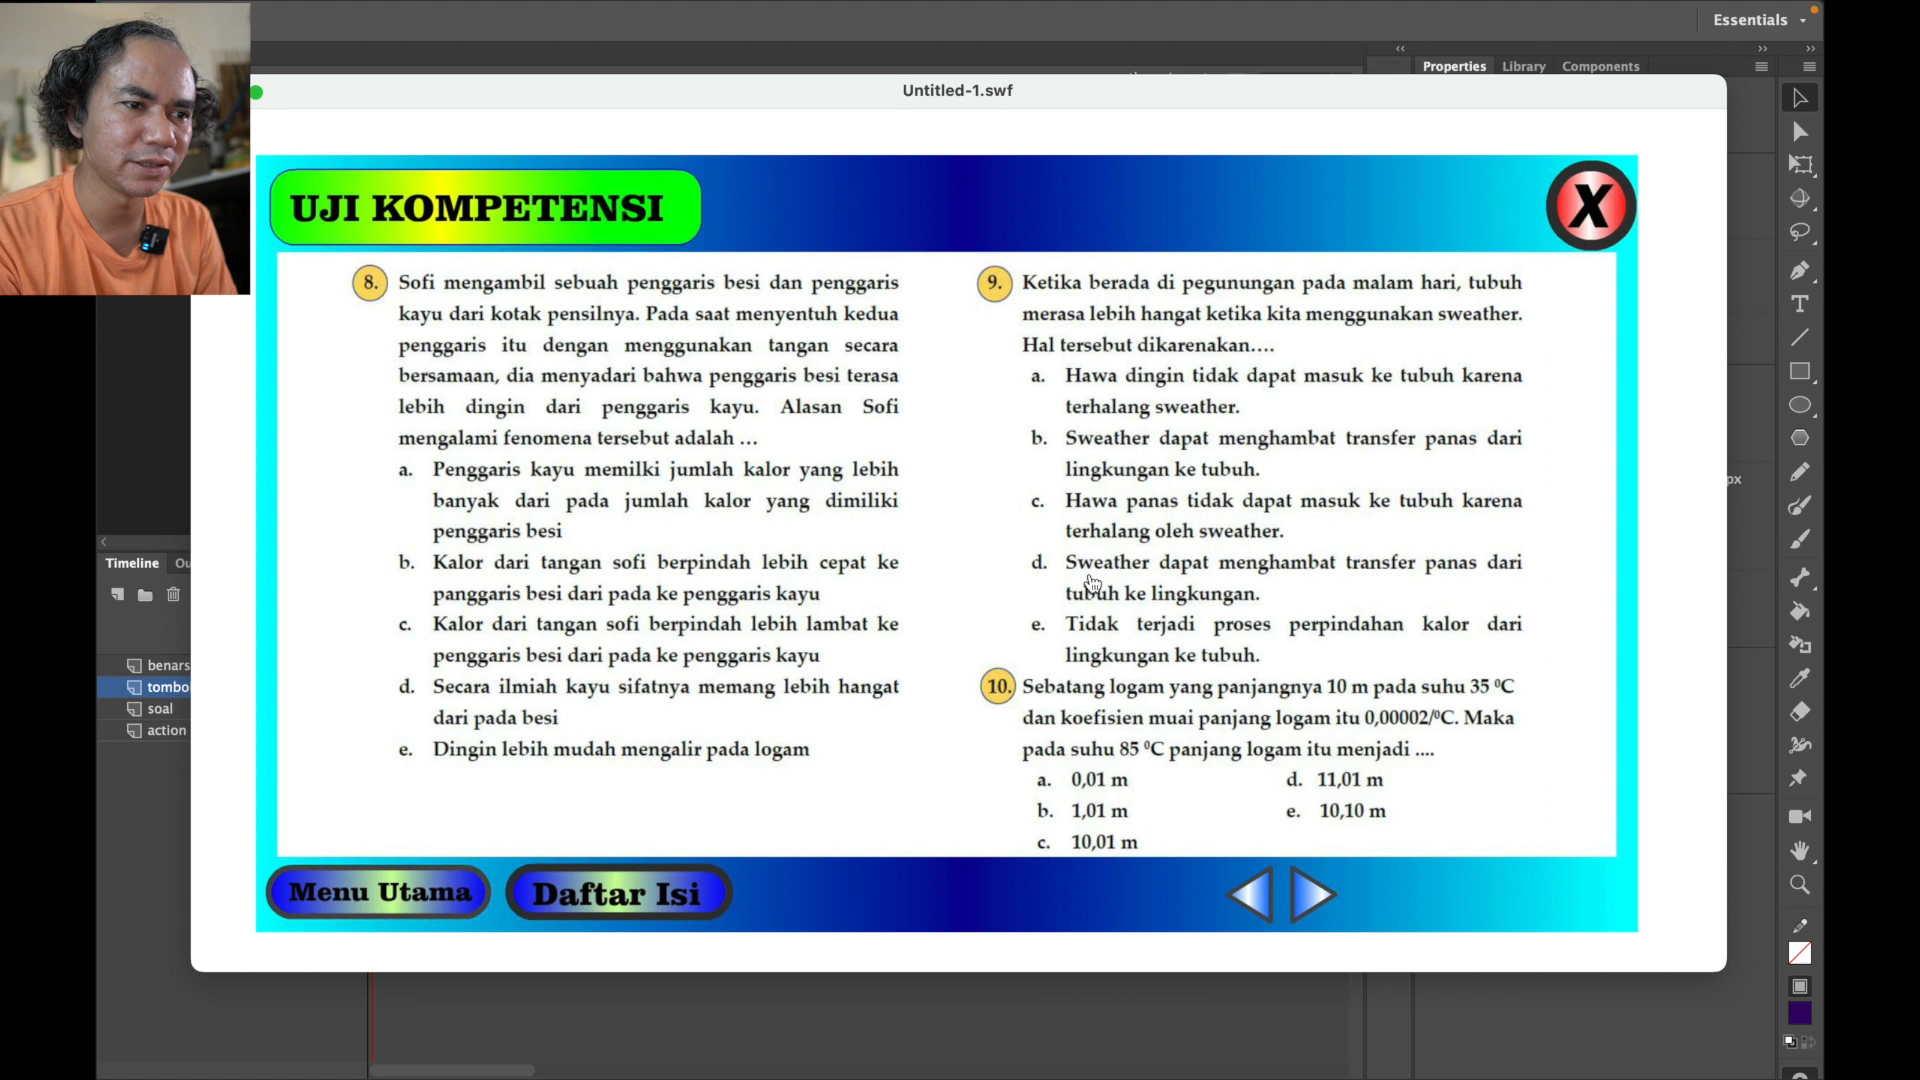 Essentials
Properties Library Components
Untitled-1.swf
UJI KOMPETENSI
X
8. Sofi mengambil sebuah penggaris besi dan penggaris
kayu dari kotak pensilnya. Pada saat menyentuh kedua
penggaris itu dengan menggunakan tangan secara
bersamaan, dia menyadari bahwa penggaris besi terasa
lebih dingin dari penggaris kayu. Alasan Sofi
mengalami fenomena tersebut adalah ...
a. Penggaris kayu memilki jumlah kalor yang lebih
banyak dari pada jumlah kalor yang dimiliki
penggaris besi
b. Kalor dari tangan sofi berpindah lebih cepat ke
panggaris besi dari pada ke penggaris kayu
c. Kalor dari tangan sofi berpindah lebih lambat ke
penggaris besi dari pada ke penggaris kayu
d. Secara ilmiah kayu sifatnya memang lebih hangat
dari pada besi
e. Dingin lebih mudah mengalir pada logam
9. Ketika berada di pegunungan pada malam hari, tubuh
merasa lebih hangat ketika kita menggunakan sweather.
Hal tersebut dikarenakan....
a. Hawa dingin tidak dapat masuk ke tubuh karena
terhalang sweather.
b. Sweather dapat menghambat transfer panas dari
lingkungan ke tubuh.
c. Hawa panas tidak dapat masuk ke tubuh karena
terhalang oleh sweather.
d. Sweather dapat menghambat transfer panas dari
tubuh ke lingkungan.
e. Tidak terjadi proses perpindahan kalor dari
lingkungan ke tubuh.
10. Sebatang logam yang panjangnya 10 m pada suhu 35 ⁰C
dan koefisien muai panjang logam itu 0,00002/⁰C. Maka
pada suhu 85 ⁰C panjang logam itu menjadi ....
a. 0,01 m d. 11,01 m
b. 1,01 m e. 10,10 m
c. 10,01 m
px
Timeline Ou
benars
tombo
soal
action
Menu Utama
Daftar Isi